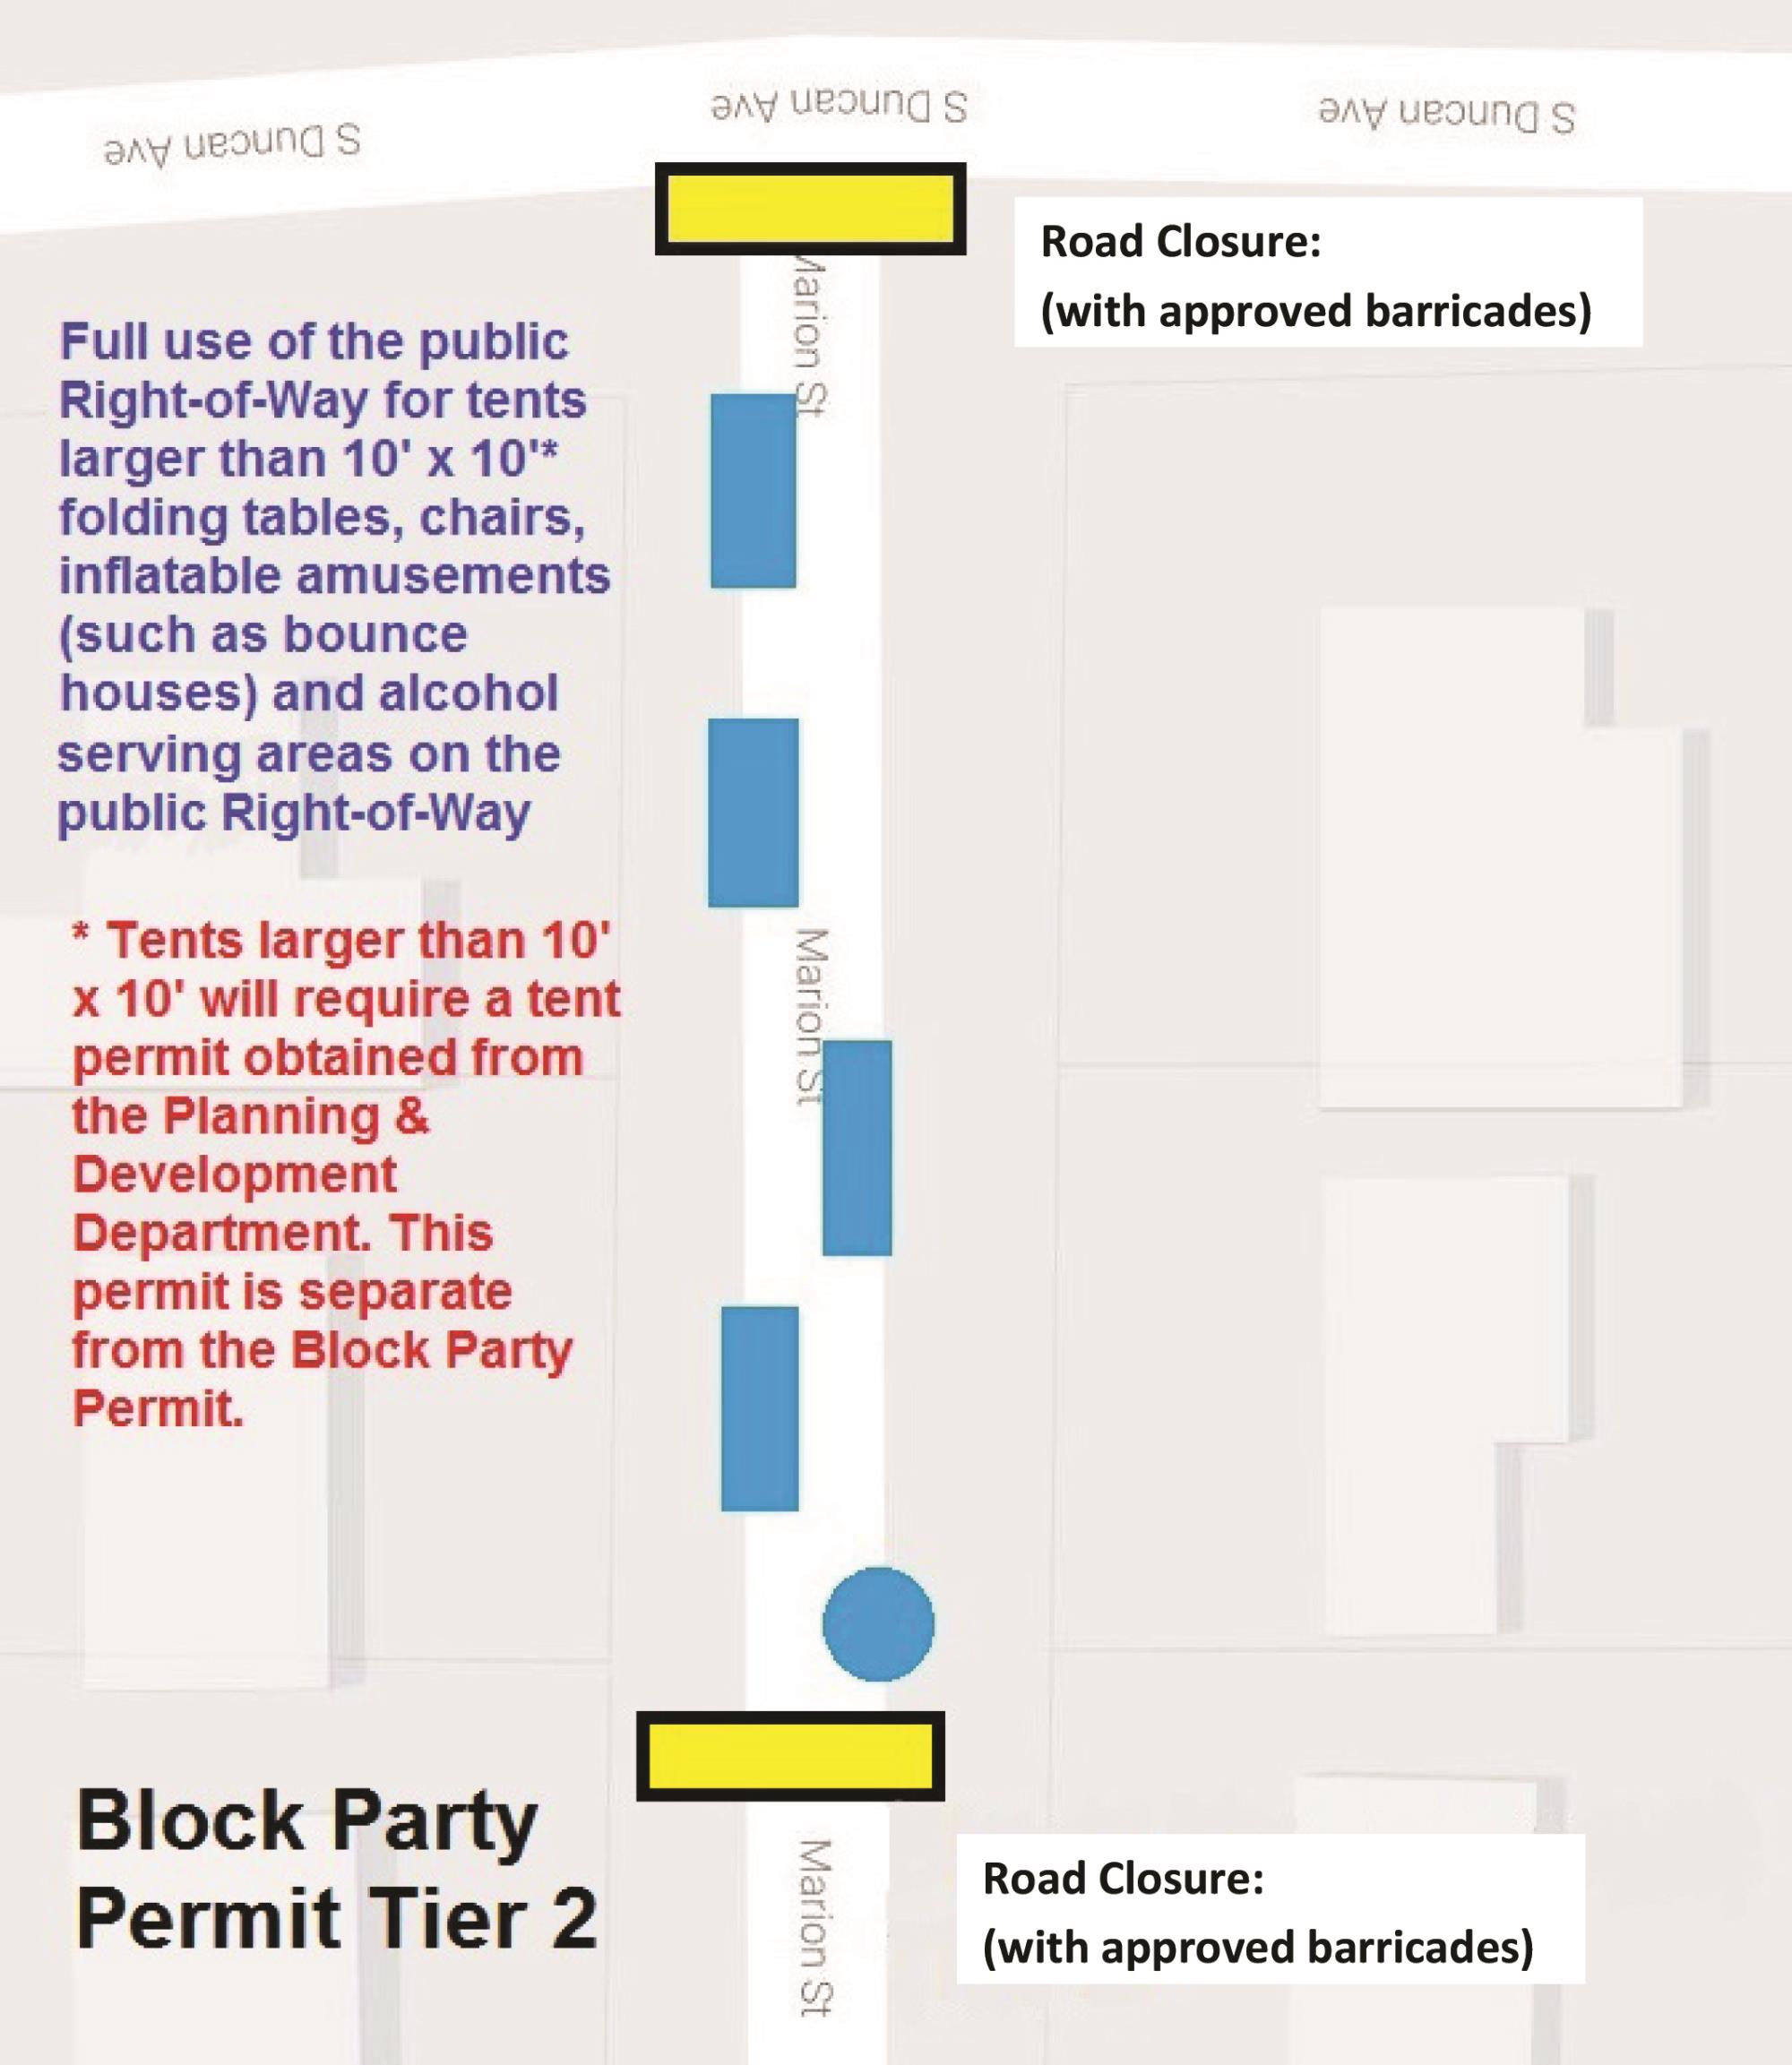 S Duncan Ave
S Duncan Ave
S Duncan Ave
Road Closure:
(with approved barricades)
Marion St
Full use of the public
Right-of-Way for tents
larger than 10' x 10'*
folding tables, chairs,
inflatable amusements
(such as bounce
houses) and alcohol
serving areas on the
public Right-of-Way
* Tents larger than 10'
x 10' will require a tent
permit obtained from
the Planning &
Development
Department. This
permit is separate
from the Block Party
Permit.
Marion St
Block Party
Permit Tier 2
Road Closure:
(with approved barricades)
Marion St